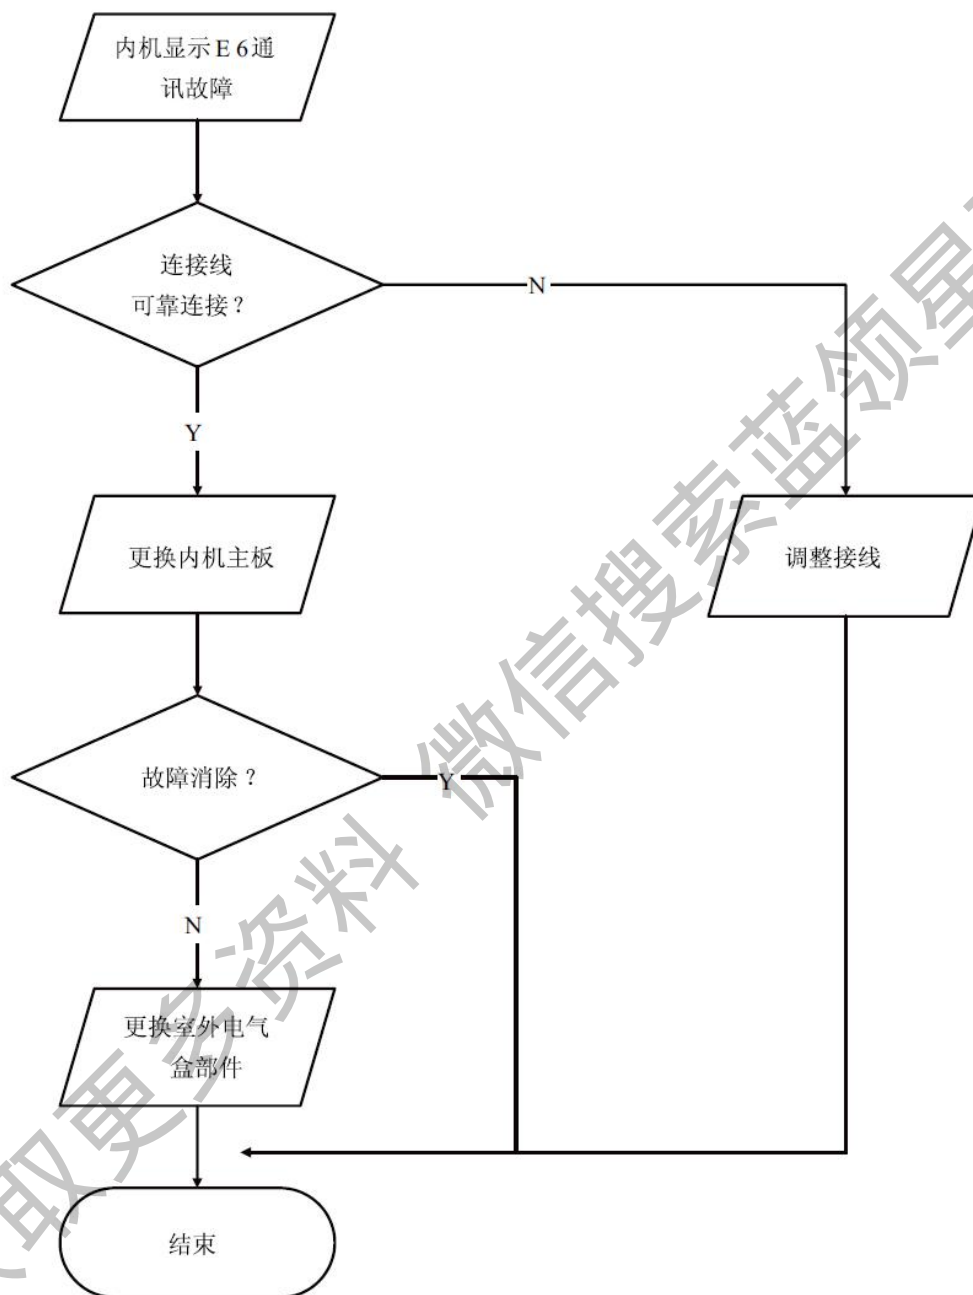 内机显示E6通
讯故障
连接线
可靠连接？
N
Y
更换内机主板
调整接线
故障消除？
Y
N
更换室外电气
盒部件
结束
取更多资料 微信搜索蓝领星